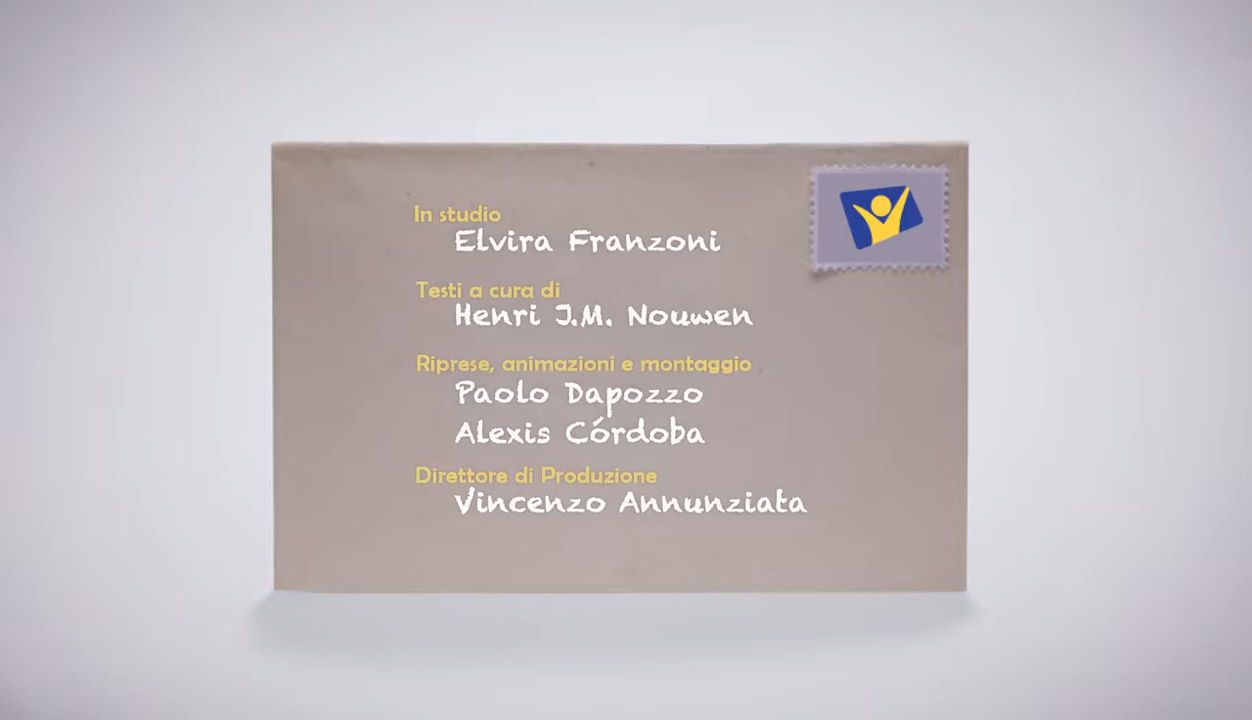 In studio
Elvira Franzoni
Testi a cura di
Henri J.M. Nouwen
Riprese, animazioni e montaggio
Paolo Dapozzo
Alexis Córdoba
Direttore di Produzione
Vincenzo Annunziata